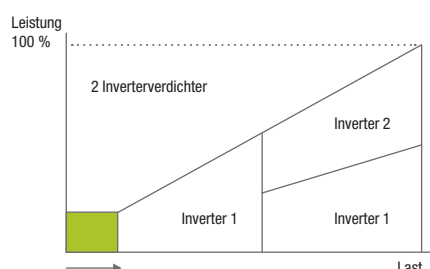 Leistung
100 %
2 Inverterverdichter
Inverter 2
Inverter 1
Inverter 1
Last